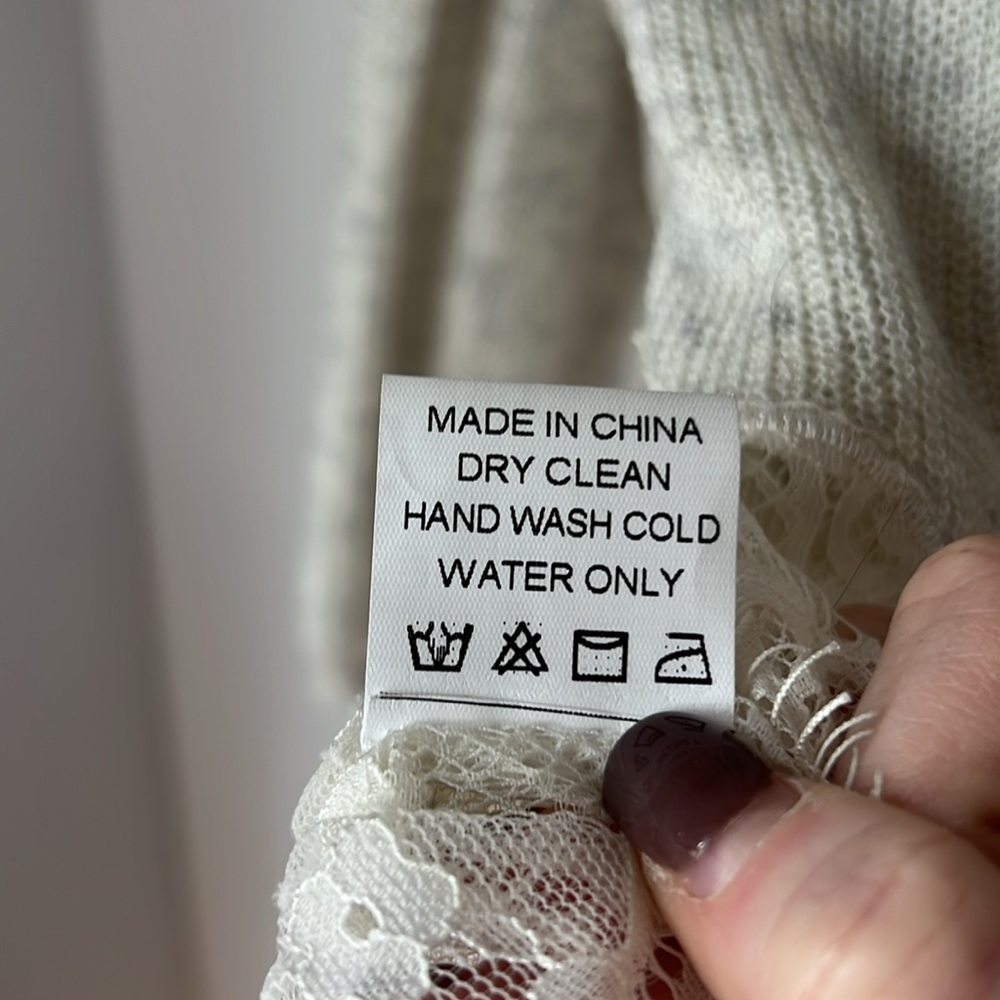 MADE IN CHINA
DRY CLEAN
HAND WASH COLD
WATER ONLY